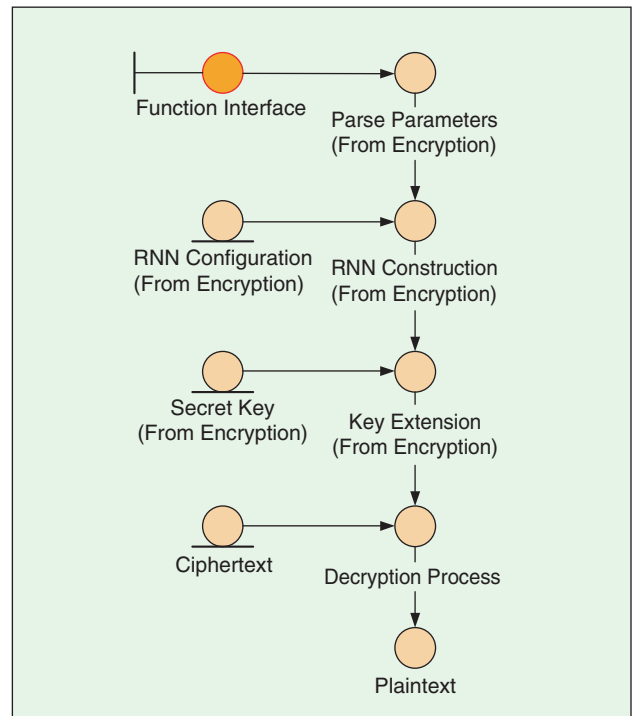 Function Interface
Parse Parameters
(From Encryption)
RNN Configuration
(From Encryption)
RNN Construction
(From Encryption)
Secret Key
(From Encryption)
Key Extension
(From Encryption)
Ciphertext
Decryption Process
Plaintext